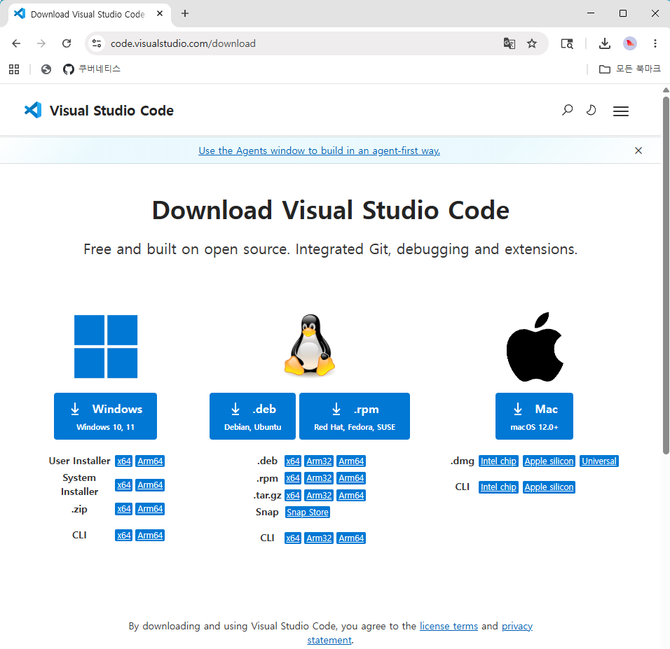 Download Visual Studio Code
code.visualstudio.com/download
쿠버네티스
모든 북마크
Visual Studio Code
Use the Agents window to build in an agent-first way.
Download Visual Studio Code
Free and built on open source. Integrated Git, debugging and extensions.
Windows
Windows 10, 11
User Installer x64 Arm64
System
Installer x64 Arm64
.zip x64 Arm64
CLI x64 Arm64
.deb
Debian, Ubuntu
.rpm
Red Hat, Fedora, SUSE
.deb x64 Arm32 Arm64
.rpm x64 Arm32 Arm64
.tar.gz x64 Arm32 Arm64
Snap Snap Store
CLI x64 Arm32 Arm64
Mac
macOS 12.0+
.dmg Intel chip Apple silicon Universal
CLI Intel chip Apple silicon
By downloading and using Visual Studio Code, you agree to the license terms and privacy
statement.